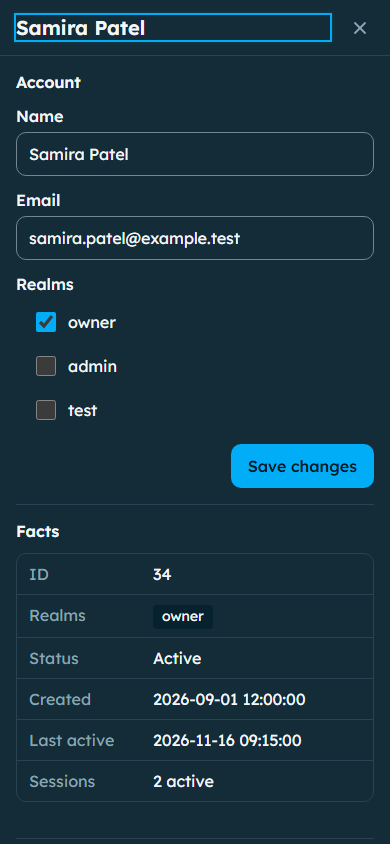 Samira Patel
Account
Name
Samira Patel
Email
samira.patel@example.test
Realms
owner
admin
test
Save changes
Facts
ID 34
Realms owner
Status Active
Created 2026-09-01 12:00:00
Last active 2026-11-16 09:15:00
Sessions 2 active